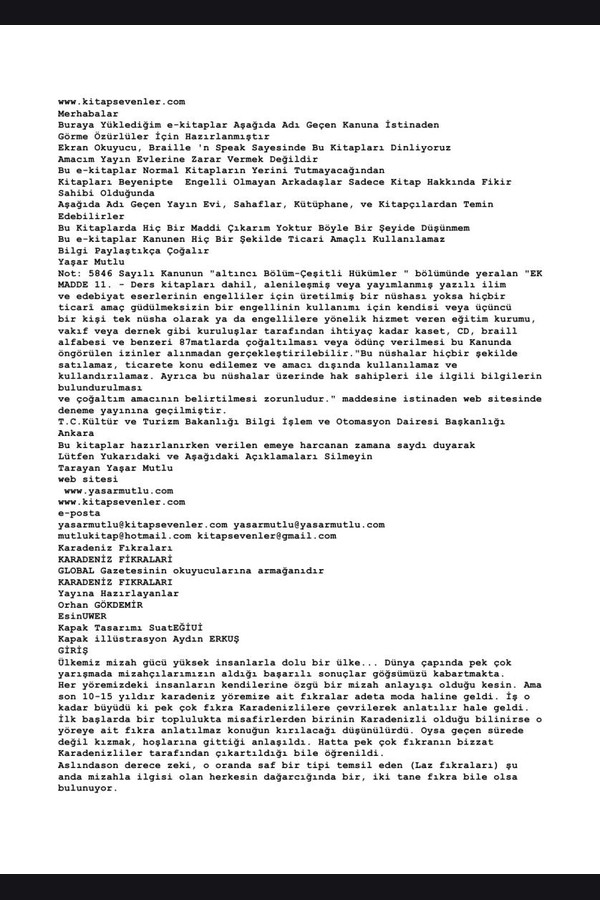 www.kitapsevenler.com
Merhabalar
Buraya Yüklediğim e-kitaplar Aşağıda Adı Geçen Kanuna İstinaden
Görme Özürlüler İçin Hazırlanmıştır
Ekran Okuyucu, Braille 'n Speak Sayesinde Bu Kitapları Dinliyoruz
Amacım Yayın Evlerine Zarar Vermek Değildir
Bu e-kitaplar Normal Kitapların Yerini Tutmayacağından
Kitapları Beyenipte  Engelli Olmayan Arkadaşlar Sadece Kitap Hakkında Fikir
Sahibi Olduğunda
Aşağıda Adı Geçen Yayın Evi, Sahaflar, Kütüphane, ve Kitapçılardan Temin
Edebilirler
Bu Kitaplarda Hiç Bir Maddi Çıkarım Yoktur Böyle Bir Şeyide Düşünmem
Bu e-kitaplar Kanunen Hiç Bir Şekilde Ticari Amaçlı Kullanılamaz
Bilgi Paylaştıkça Çoğalır
Yaşar Mutlu
Not: 5846 Sayılı Kanunun "altıncı Bölüm-Çeşitli Hükümler " bölümünde yeralan "EK
MADDE 11. - Ders kitapları dahil, alenileşmiş veya yayımlanmış yazılı ilim
ve edebiyat eserlerinin engelliler için üretilmiş bir nüshası yoksa hiçbir
ticarî amaç güdülmeksizin bir engellinin kullanımı için kendisi veya üçüncü
bir kişi tek nüsha olarak ya da engellilere yönelik hizmet veren eğitim kurumu,
vakıf veya dernek gibi kuruluşlar tarafından ihtiyaç kadar kaset, CD, braill
alfabesi ve benzeri 87matlarda çoğaltılması veya ödünç verilmesi bu Kanunda
öngörülen izinler alınmadan gerçekleştirilebilir."Bu nüshalar hiçbir şekilde
satılamaz, ticarete konu edilemez ve amacı dışında kullanılamaz ve
kullandırılamaz. Ayrıca bu nüshalar üzerinde hak sahipleri ile ilgili bilgilerin
bulundurulması
ve çoğaltım amacının belirtilmesi zorunludur." maddesine istinaden web sitesinde
deneme yayınına geçilmiştir.
T.C.Kültür ve Turizm Bakanlığı Bilgi İşlem ve Otomasyon Dairesi Başkanlığı
Ankara
Bu kitaplar hazırlanırken verilen emeye harcanan zamana saydı duyarak
Lütfen Yukarıdaki ve Aşağıdaki Açıklamaları Silmeyin
Tarayan Yaşar Mutlu
web sitesi
www.yasarmutlu.com
www.kitapsevenler.com
e-posta
yasarmutlu@kitapsevenler.com yasarmutlu@yasarmutlu.com
mutlukitap@hotmail.com kitapsevenler@gmail.com
Karadeniz Fıkraları
KARADENİZ FİKRALARİ
GLOBAL Gazetesinin okuyucularına armağanıdır
KARADENİZ FIKRALARI
Yayına Hazırlayanlar
Orhan GÖKDEMİR
EsinUWER
Kapak Tasarımı SuatEĞİUİ
Kapak illüstrasyon Aydın ERKUŞ
GİRİŞ
Ülkemiz mizah gücü yüksek insanlarla dolu bir ülke... Dünya çapında pek çok
yarışmada mizahçılarımızın aldığı başarılı sonuçlar göğsümüzü kabartmakta.
Her yöremizdeki insanların kendilerine özgü bir mizah anlayışı olduğu kesin. Ama
son 10-15 yıldır karadeniz yöremize ait fıkralar adeta moda haline geldi. İş o
kadar büyüdü ki pek çok fıkra Karadenizlilere çevrilerek anlatılır hale geldi.
İlk başlarda bir toplulukta misafirlerden birinin Karadenizli olduğu bilinirse o
yöreye ait fıkra anlatılmaz konuğun kırılacağı düşünülürdü. Oysa geçen sürede
değil kızmak, hoşlarına gittiği anlaşıldı. Hatta pek çok fıkranın bizzat
Karadenizliler tarafından çıkartıldığı bile öğrenildi.
Aslındason derece zeki, o oranda saf bir tipi temsil eden (Laz fıkraları) şu
anda mizahla ilgisi olan herkesin dağarcığında bir, iki tane fıkra bile olsa
bulunuyor.